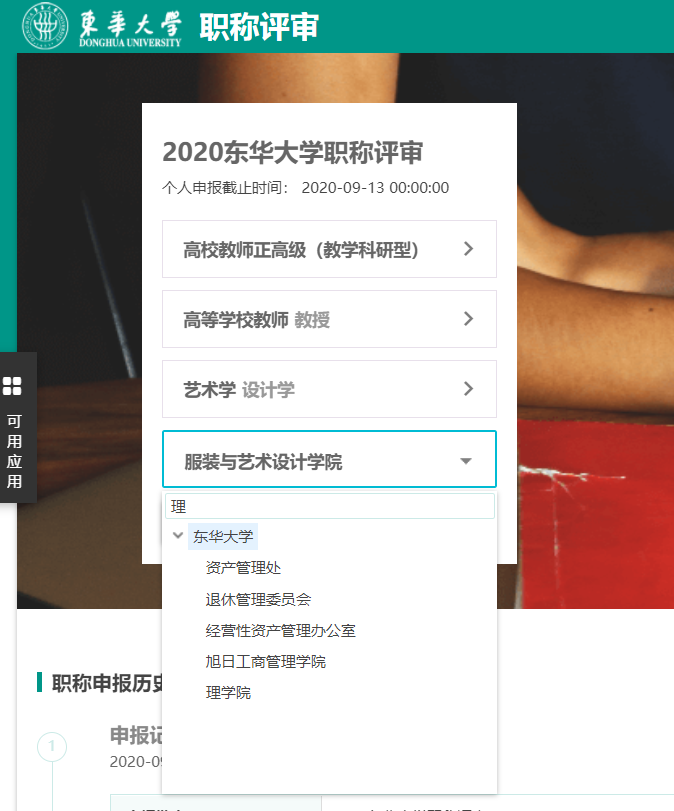 東華大學 职称评审
DONGHUA UNIVERSITY
2020东华大学职称评审
个人申报截止时间： 2020-09-13 00:00:00
高校教师正高级（教学科研型）
高等学校教师 教授
艺术学 设计学
服装与艺术设计学院
可用应用
理
东华大学
资产管理处
退休管理委员会
经营性资产管理办公室
旭日工商管理学院
理学院
职称申报历史
1
申报记
2020-09